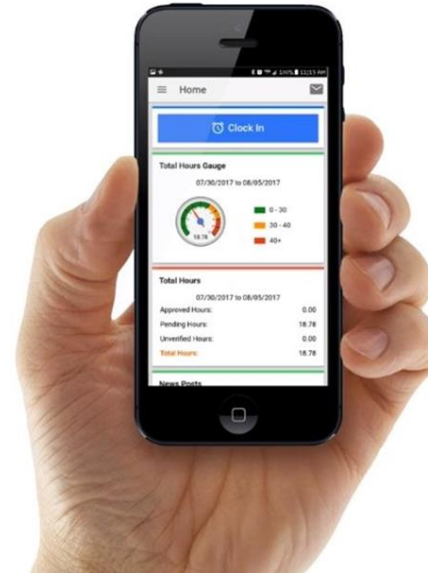 Home
Clock In
Total Hours Gauge
07/30/2017 to 08/05/2017
0 - 30
30 - 40
40+
18.78
Total Hours
07/30/2017 to 08/05/2017
Approved Hours: 0.00
Pending Hours: 18.78
Unverified Hours: 0.00
Total Hours: 18.78
News Posts